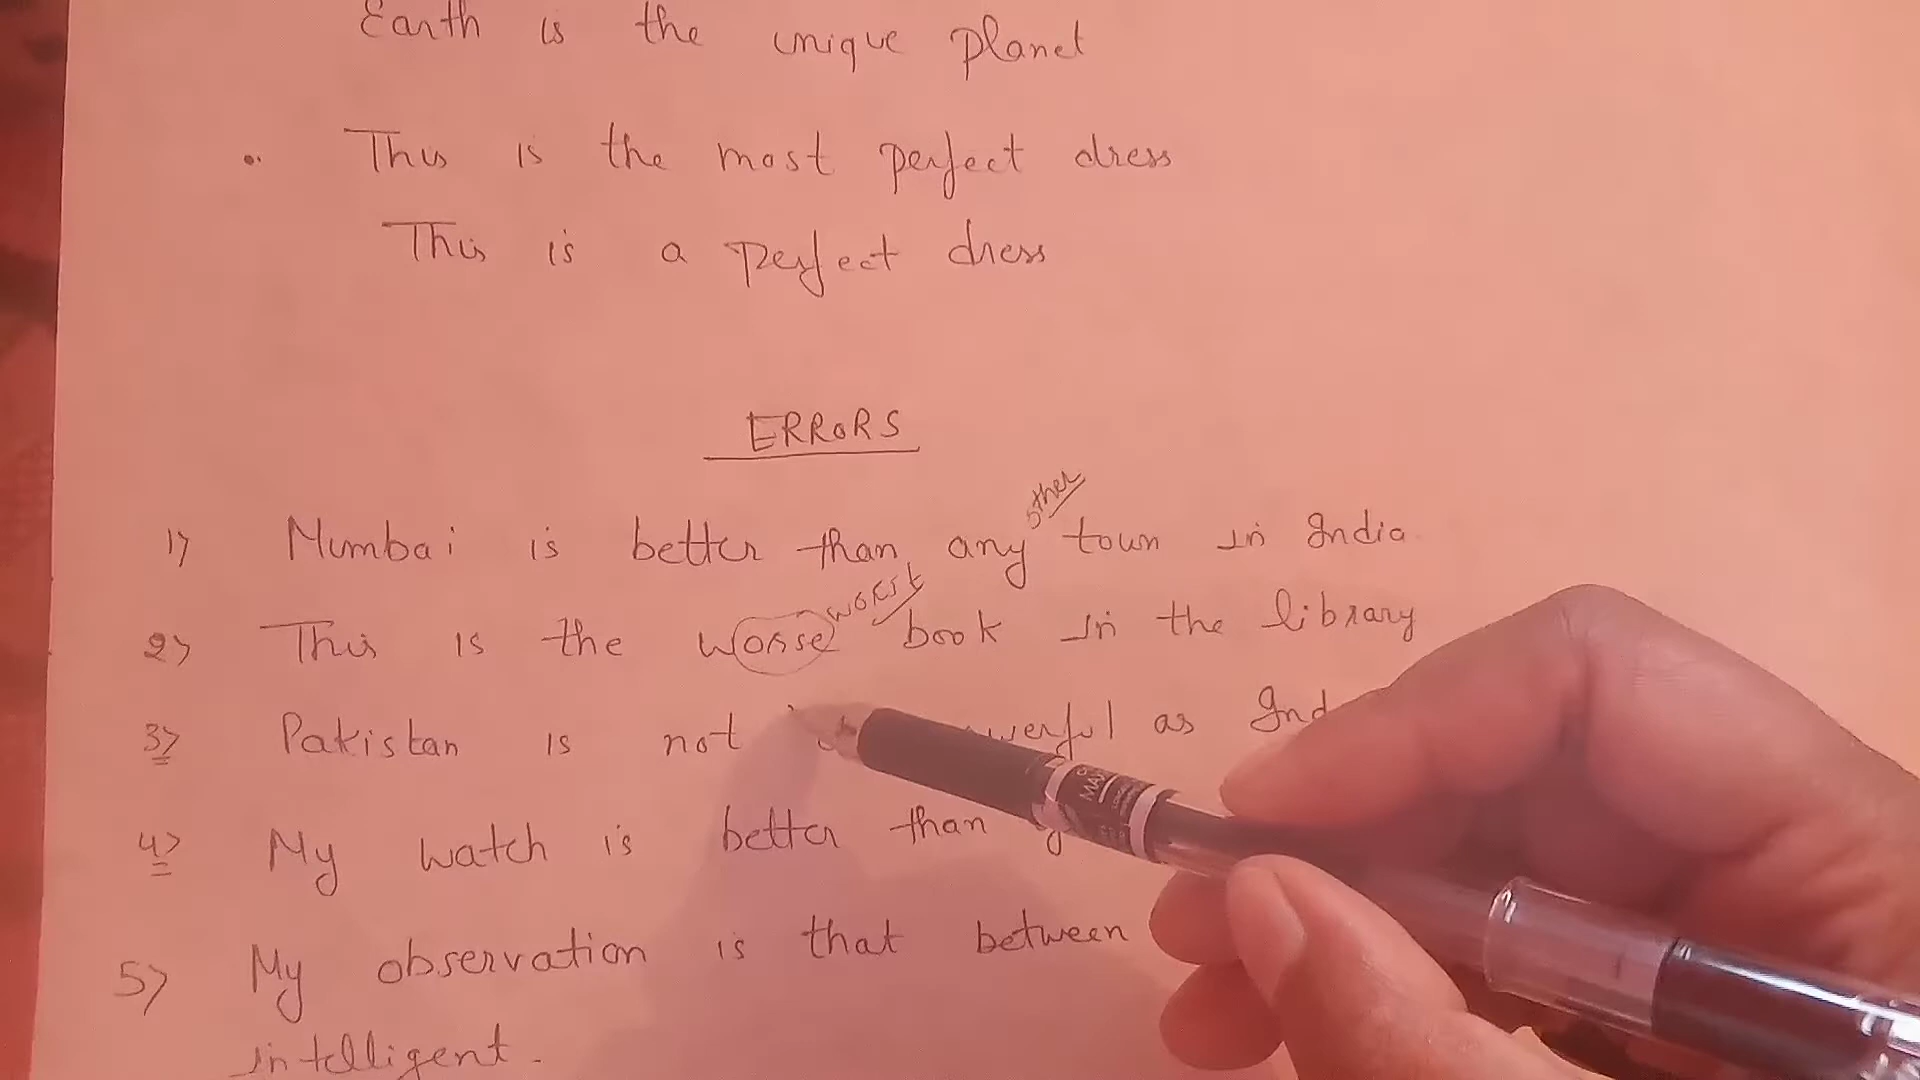 Earth is the unique planet
This is the most perfect dress
This is a perfect dress
ERRORS
other
1) Mumbai is better than any town in India
worst
2) This is the worse book in the library
3) Pakistan is not as
4) My watch is better than
5) My observation is that between
intelligent.